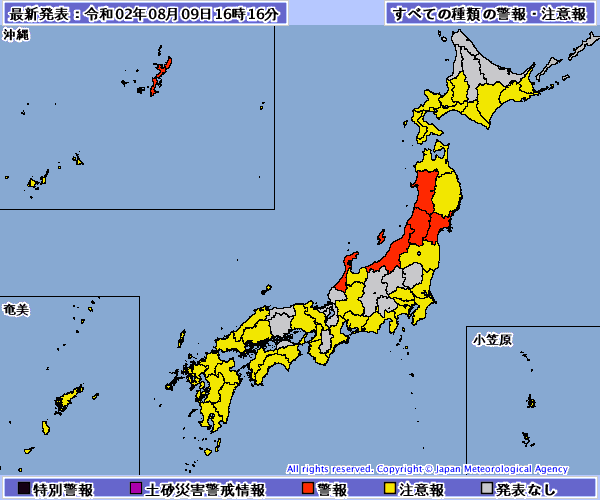 最新発表：令和02年08月09日16時16分
すべての種類の警報・注意報
沖縄
奄美
小笠原
All rights reserved. Copyright © Japan Meteorological Agency
特別警報 土砂災害警戒情報 警報 注意報 発表なし